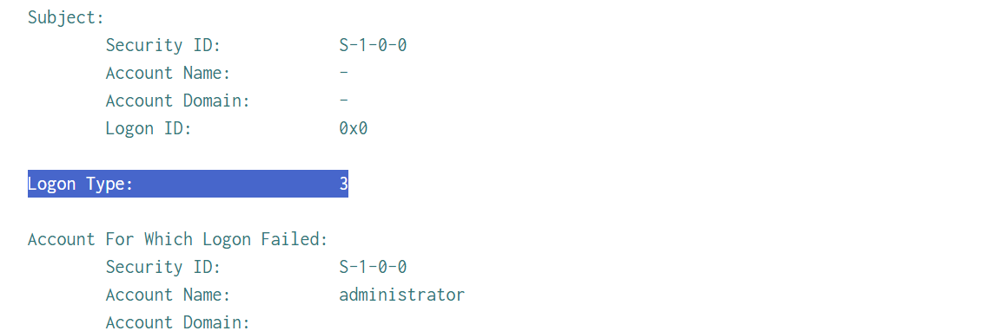 Subject:
Security ID: S-1-0-0
Account Name: -
Account Domain: -
Logon ID: 0x0
Logon Type: 3
Account For Which Logon Failed:
Security ID: S-1-0-0
Account Name: administrator
Account Domain: